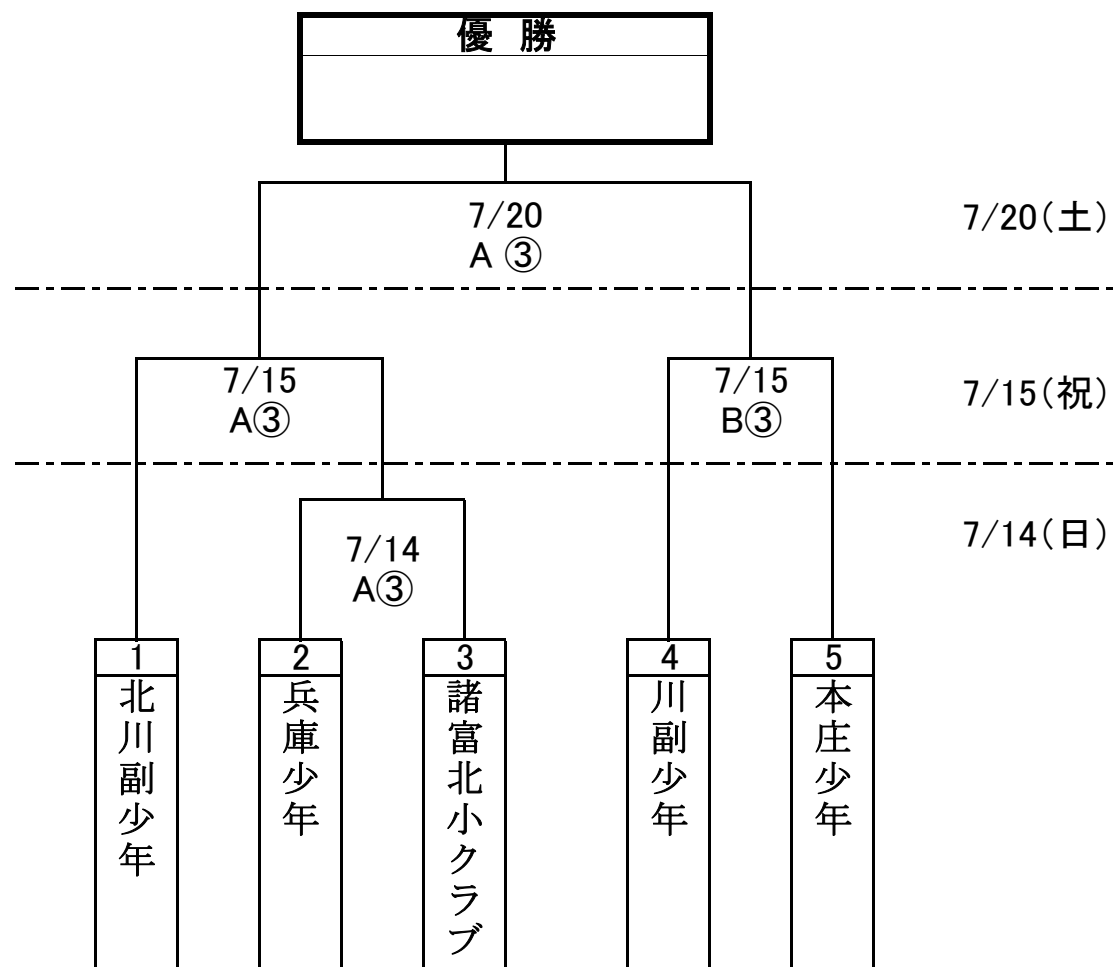 優 勝
7/20
A ③
7/20(土)
7/15
A③
7/15
B③
7/15(祝)
7/14
A③
7/14(日)
1
北川副少年
2
兵庫少年
3
諸富北小クラブ
4
川副少年
5
本庄少年